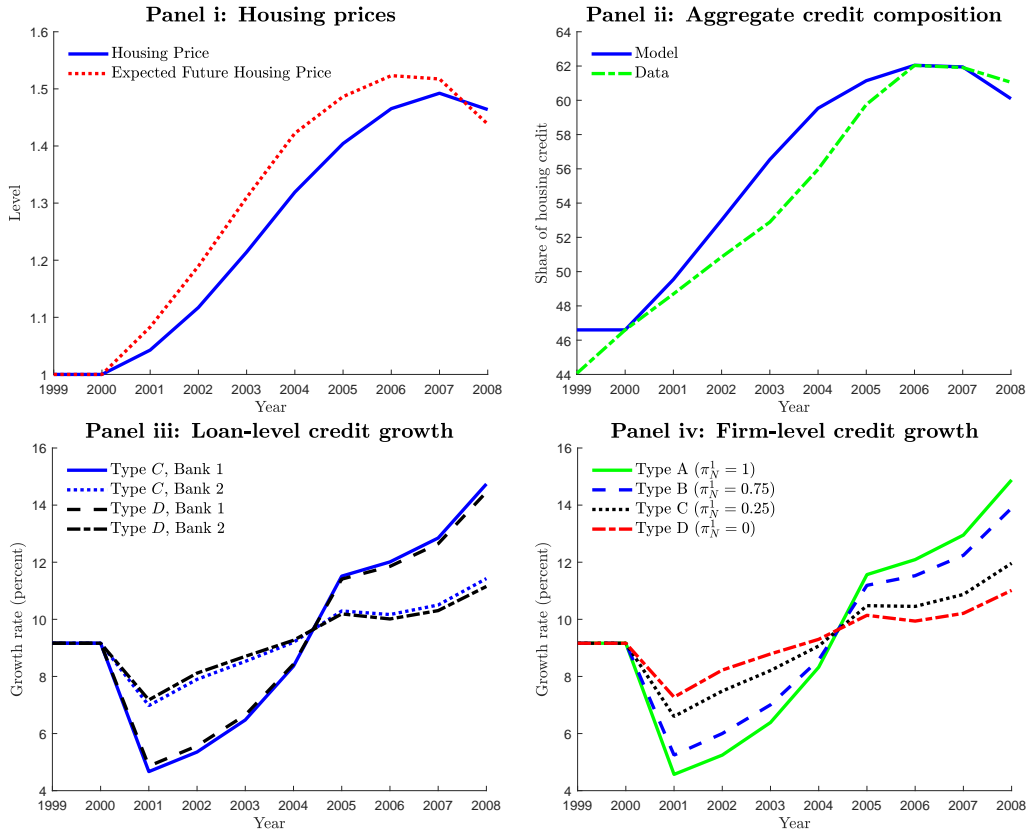 Panel i: Housing prices
1.6
1.5
1.4
1.3
1.2
1.1
1
Level
Housing Price
Expected Future Housing Price
1999 2000 2001 2002 2003 2004 2005 2006 2007 2008
Year
Panel ii: Aggregate credit composition
64
62
60
58
56
54
52
50
48
46
44
Share of housing credit
Model
Data
1999 2000 2001 2002 2003 2004 2005 2006 2007 2008
Year
Panel iii: Loan-level credit growth
16
14
12
10
8
6
4
Growth rate (percent)
Type C, Bank 1
Type C, Bank 2
Type D, Bank 1
Type D, Bank 2
1999 2000 2001 2002 2003 2004 2005 2006 2007 2008
Year
Panel iv: Firm-level credit growth
16
14
12
10
8
6
4
Growth rate (percent)
Type A (π¹_N = 1)
Type B (π¹_N = 0.75)
Type C (π¹_N = 0.25)
Type D (π¹_N = 0)
1999 2000 2001 2002 2003 2004 2005 2006 2007 2008
Year